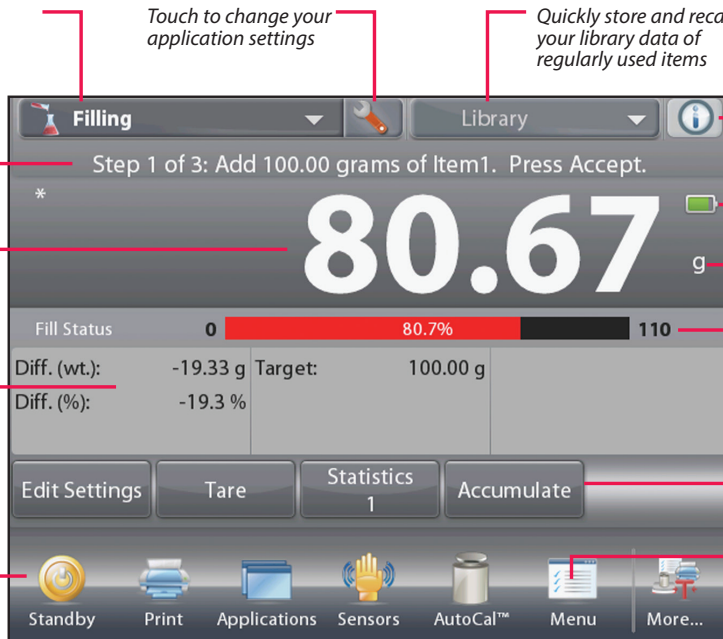 Touch to change your
application settings
Quickly store and reca
your library data of
regularly used items
Filling
Library
Step 1 of 3: Add 100.00 grams of Item1. Press Accept.
*
80.67
g
Fill Status 0 80.7% 110
Diff. (wt.): -19.33 g Target: 100.00 g
Diff. (%): -19.3 %
Edit Settings
Tare
Statistics
1
Accumulate
Standby Print Applications Sensors AutoCal™ Menu More...